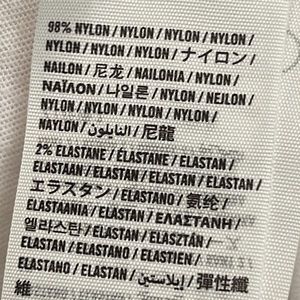 98% NYLON / NYLON / NYLON / NYLON /
NYLON / NYLON / NYLON / ナイロン /
NAILON / 尼龙 / NAILONIA / NYLON /
ΝΑΪΛΟΝ / 나일론 / NYLON / NEJLON /
NYLON / NYLON / NYLON / NYLON /
NAYLON / النايلون / 尼龍
2% ELASTANE / ÉLASTANE / ELASTAN /
ELASTAAN / ELASTAN / ELASTAN /
エラスタン / ELASTANO / 氨纶 /
ELASTAANIA / ELASTAN / ΕΛΑΣΤΑΝΗ /
엘라스탄 / ELASTAN / ELASZTÁN /
ELASTANO / ELASTAN / ELASTIEN /
ELASTANO / ELASTAN / إيلاستين / 彈性纖
維